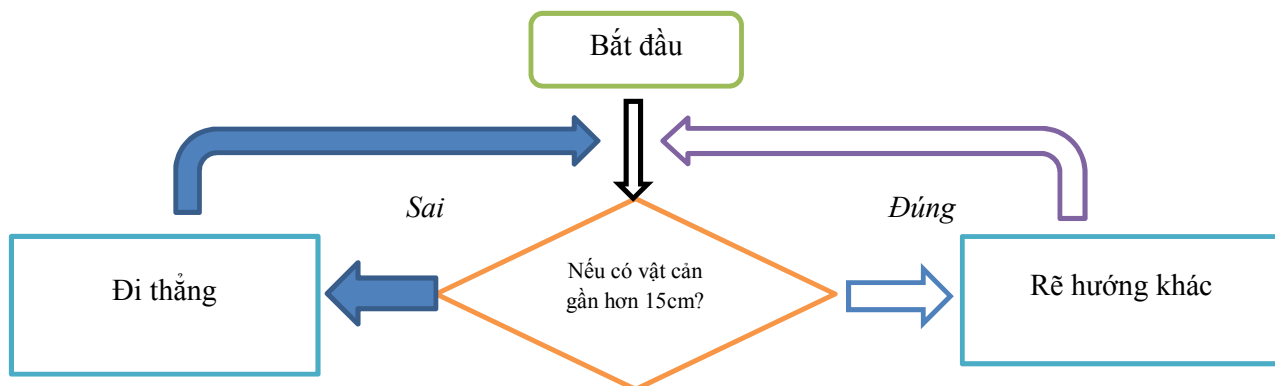 Bắt đầu
Sai
Đúng
Đi thẳng
Nếu có vật cản
gần hơn 15cm?
Rẽ hướng khác